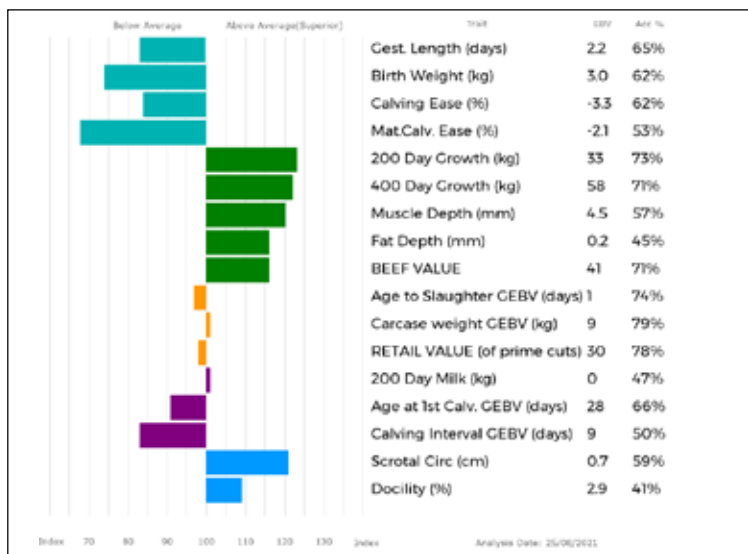 Below Average Above Average(Superior) Trait EBV Acc %
Gest. Length (days) 2.2 65%
Birth Weight (kg) 3.0 62%
Calving Ease (%) -3.3 62%
Mat.Calv. Ease (%) -2.1 53%
200 Day Growth (kg) 33 73%
400 Day Growth (kg) 58 71%
Muscle Depth (mm) 4.5 57%
Fat Depth (mm) 0.2 45%
BEEF VALUE 41 71%
Age to Slaughter GEBV (days) 1 74%
Carcase weight GEBV (kg) 9 79%
RETAIL VALUE (of prime cuts) 30 78%
200 Day Milk (kg) 0 47%
Age at 1st Calv. GEBV (days) 28 66%
Calving Interval GEBV (days) 9 50%
Scrotal Circ (cm) 0.7 59%
Docility (%) 2.9 41%
Index 70 80 90 100 110 120 130 Index Analysis Date: 25/08/2021